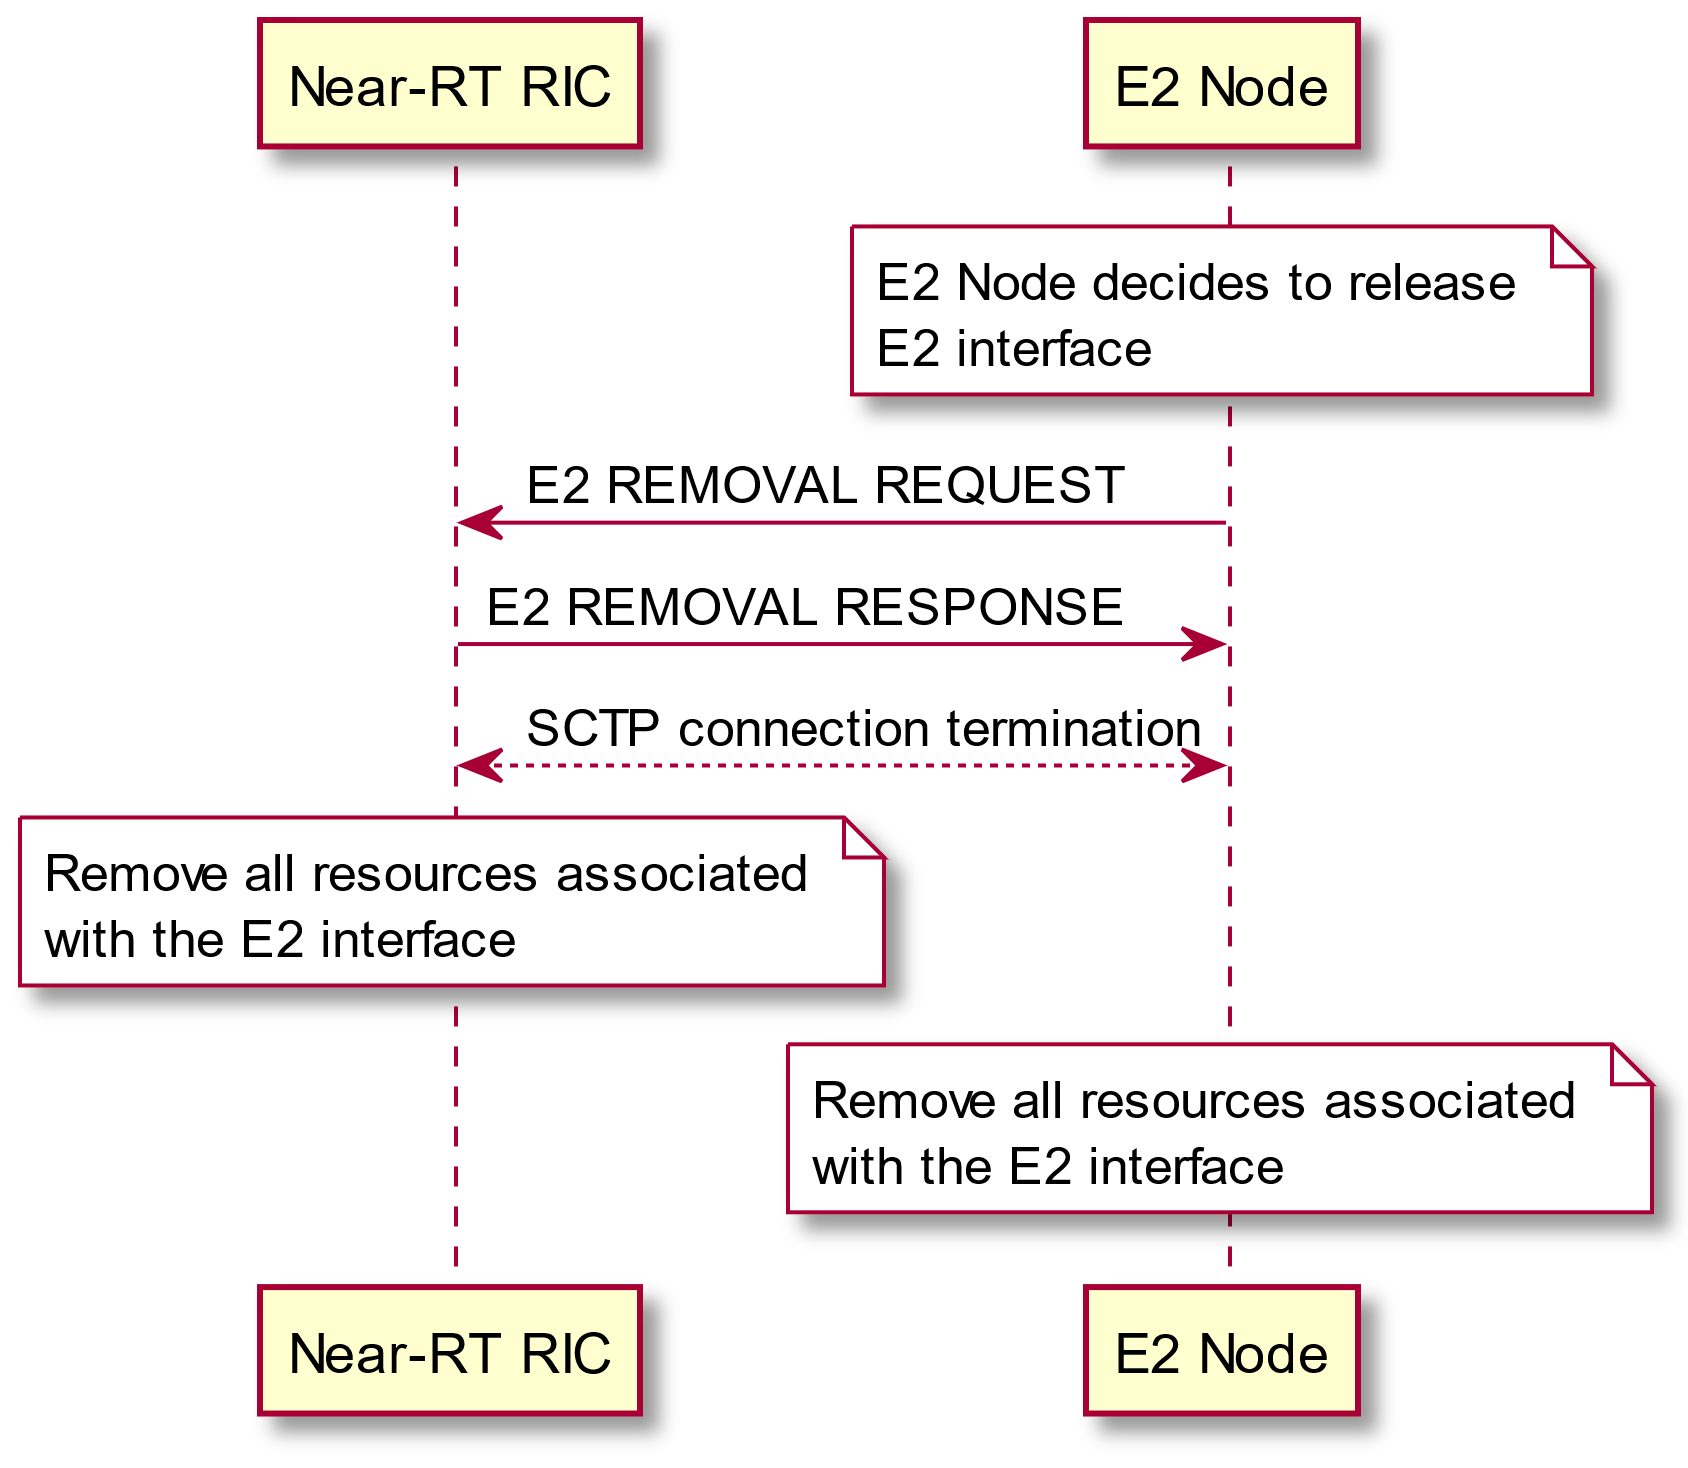 Near-RT RIC
E2 Node
E2 Node decides to release
E2 interface
E2 REMOVAL REQUEST
E2 REMOVAL RESPONSE
SCTP connection termination
Remove all resources associated
with the E2 interface
Remove all resources associated
with the E2 interface
Near-RT RIC
E2 Node